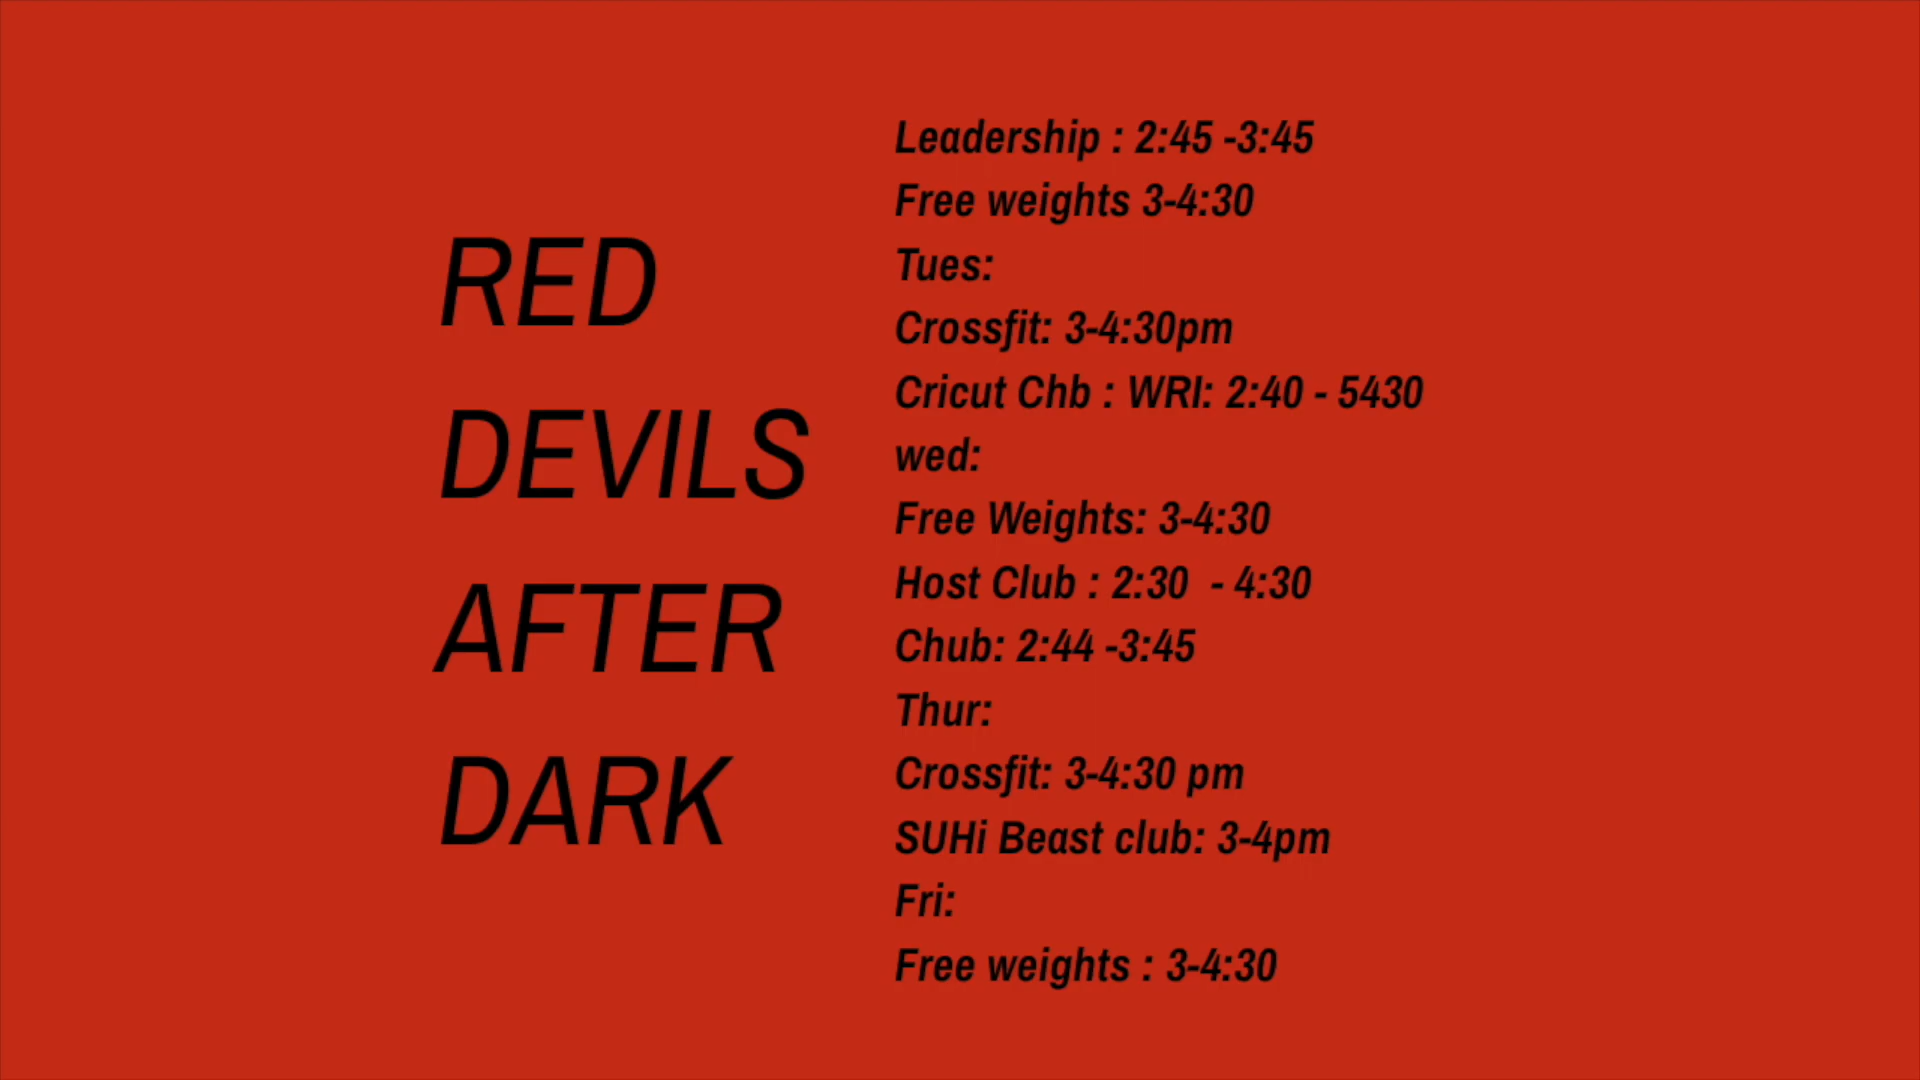 RED
DEVILS
AFTER
DARK
Leadership : 2:45 -3:45
Free weights 3-4:30
Tues:
Crossfit: 3-4:30pm
Cricut Chb : WRI: 2:40 - 5430
wed:
Free Weights: 3-4:30
Host Club : 2:30  - 4:30
Chub: 2:44 -3:45
Thur:
Crossfit: 3-4:30 pm
SUHi Beast club: 3-4pm
Fri:
Free weights : 3-4:30